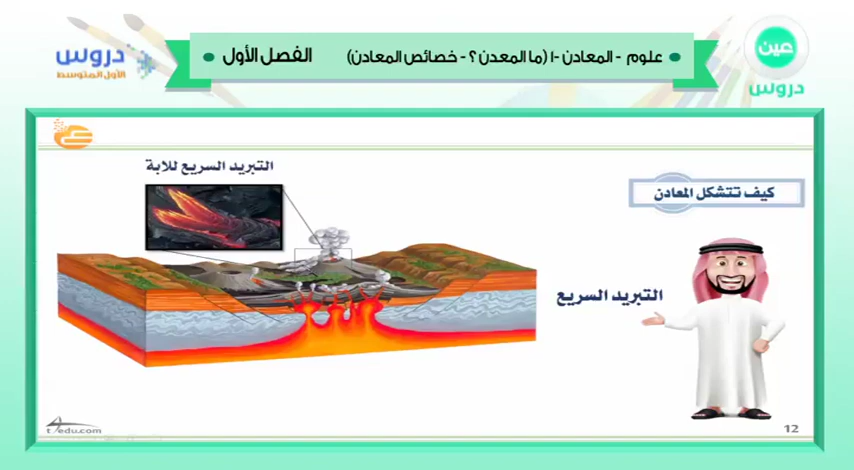 عين
دروس
علوم - المعادن -١ (ما المعدن؟ - خصائص المعادن)
الفصل الأول
دروس
الأول المتوسط
كيف تتشكل المعادن
التبريد السريع للابة
التبريد السريع
12
t4edu.com